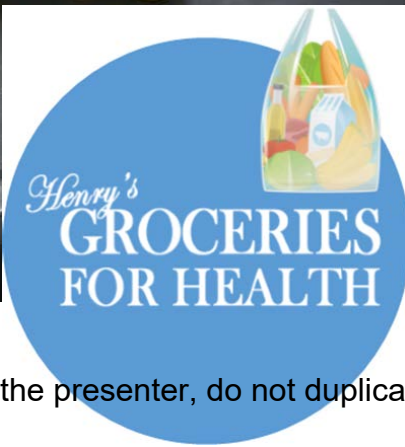 Henry's
GROCERIES
FOR HEALTH
the presenter, do not duplica